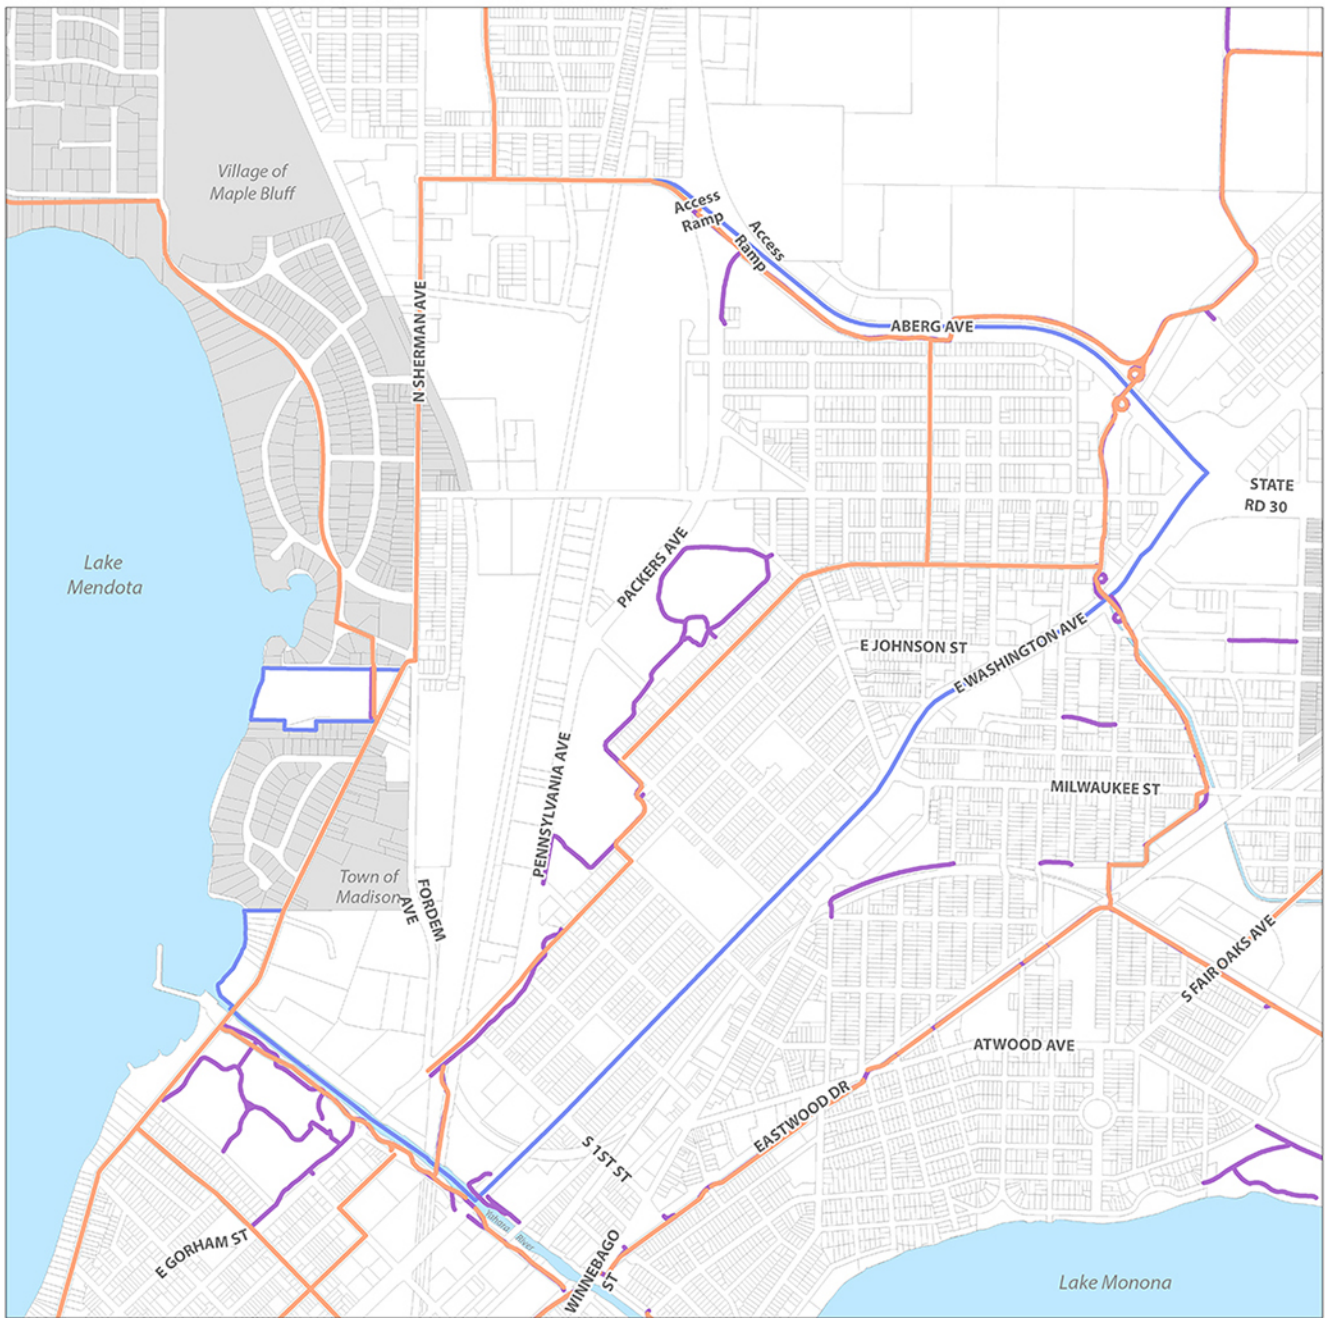 Village of
Maple Bluff
Access
Ramp
Access
Ramp
N SHERMAN AVE
ABERG AVE
STATE
RD 30
Lake
Mendota
PACKERS AVE
E JOHNSON ST
E WASHINGTON AVE
PENNSYLVANIA AVE
MILWAUKEE ST
Town of
Madison
FORDEM
AVE
S FAIR OAKS AVE
ATWOOD AVE
EASTWOOD DR
S 1ST ST
Yahara
River
E GORHAM ST
WINNEBAGO
ST
Lake Monona